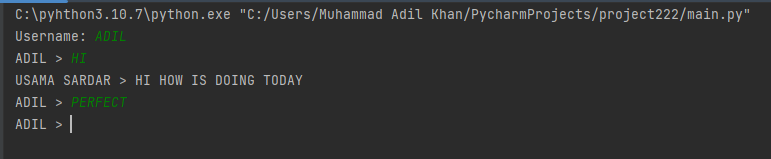 C:\pyhthon3.10.7\python.exe "C:/Users/Muhammad Adil Khan/PycharmProjects/project222/main.py"
Username: ADIL
ADIL > HI
USAMA SARDAR > HI HOW IS DOING TODAY
ADIL > PERFECT
ADIL >